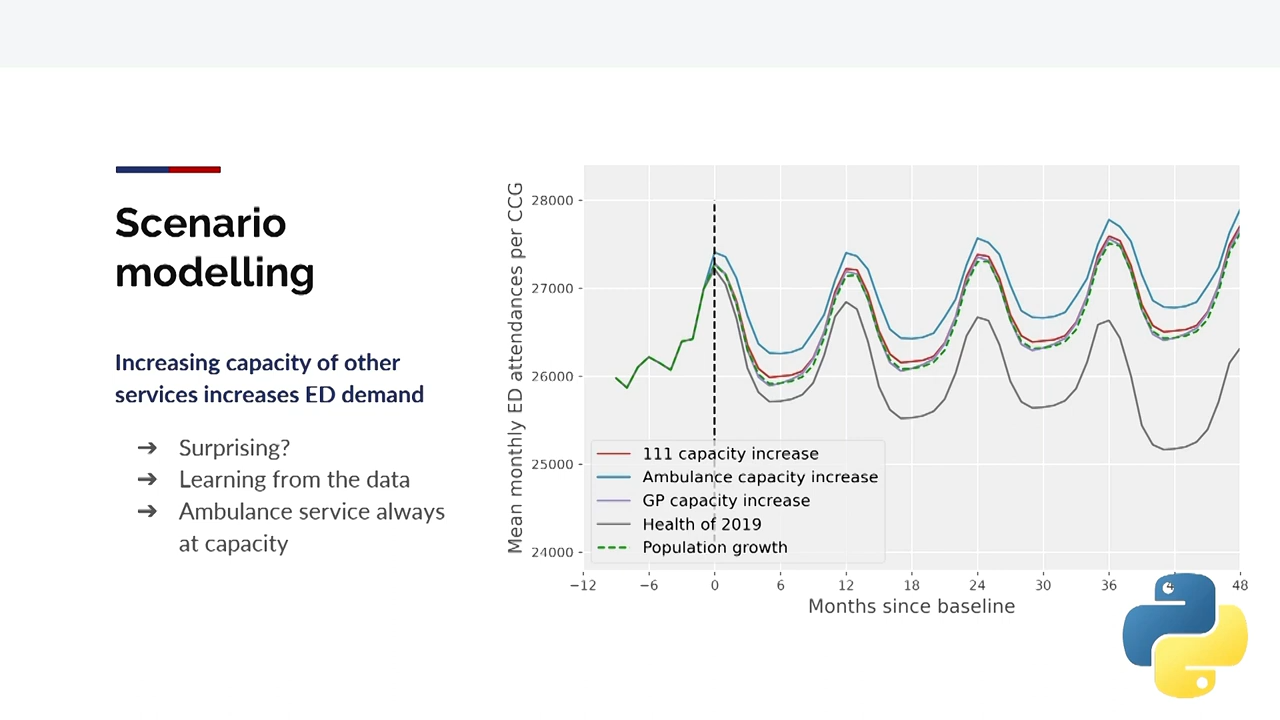 Scenario
modelling
Increasing capacity of other
services increases ED demand
➔ Surprising?
➔ Learning from the data
➔ Ambulance service always
at capacity
Mean monthly ED attendances per CCG
28000
27000
26000
25000
24000
111 capacity increase
Ambulance capacity increase
GP capacity increase
Health of 2019
Population growth
−12 −6 0 6 12 18 24 30 36 48
Months since baseline